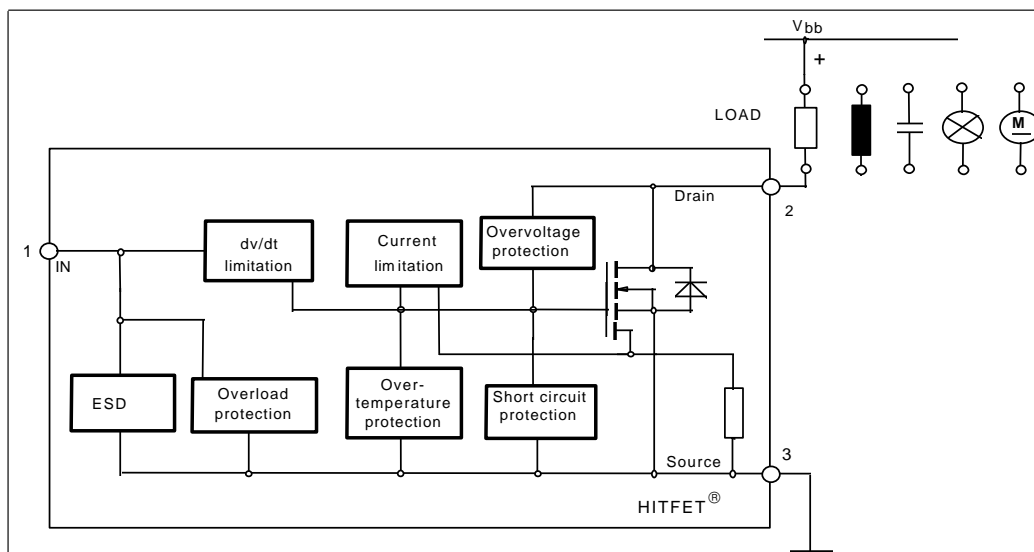 Vbb
+
LOAD
M
Drain
2
1
IN
dv/dt
limitation
Current
limitation
Overvoltage
protection
ESD
Overload
protection
Over-
temperature
protection
Short circuit
protection
Source
3
HITFET®